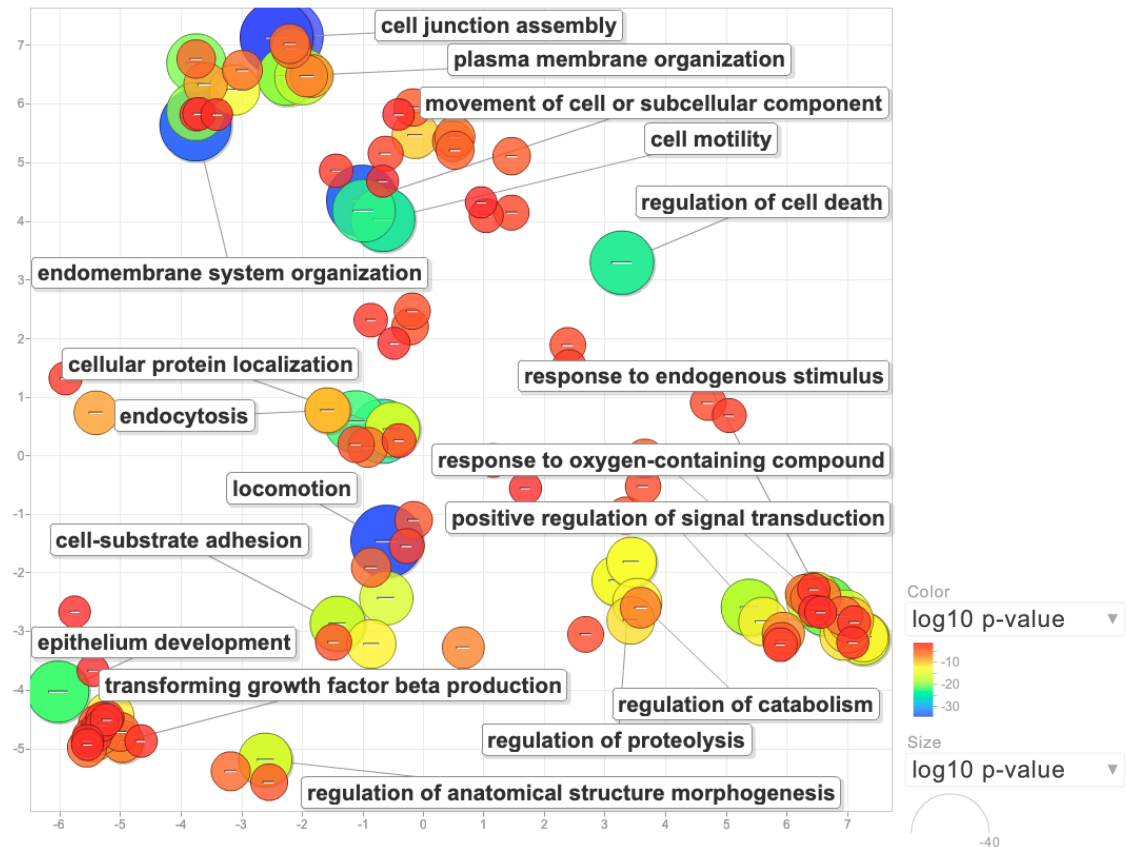 cell junction assembly
plasma membrane organization
movement of cell or subcellular component
cell motility
regulation of cell death
endomembrane system organization
cellular protein localization
response to endogenous stimulus
endocytosis
response to oxygen-containing compound
locomotion
positive regulation of signal transduction
cell-substrate adhesion
epithelium development
transforming growth factor beta production
regulation of catabolism
regulation of proteolysis
regulation of anatomical structure morphogenesis
7
6
5
4
3
2
1
0
-1
-2
-3
-4
-5
-6 -5 -4 -3 -2 -1 0 1 2 3 4 5 6 7
Color
log10 p-value
-10
-20
-30
Size
log10 p-value
-40